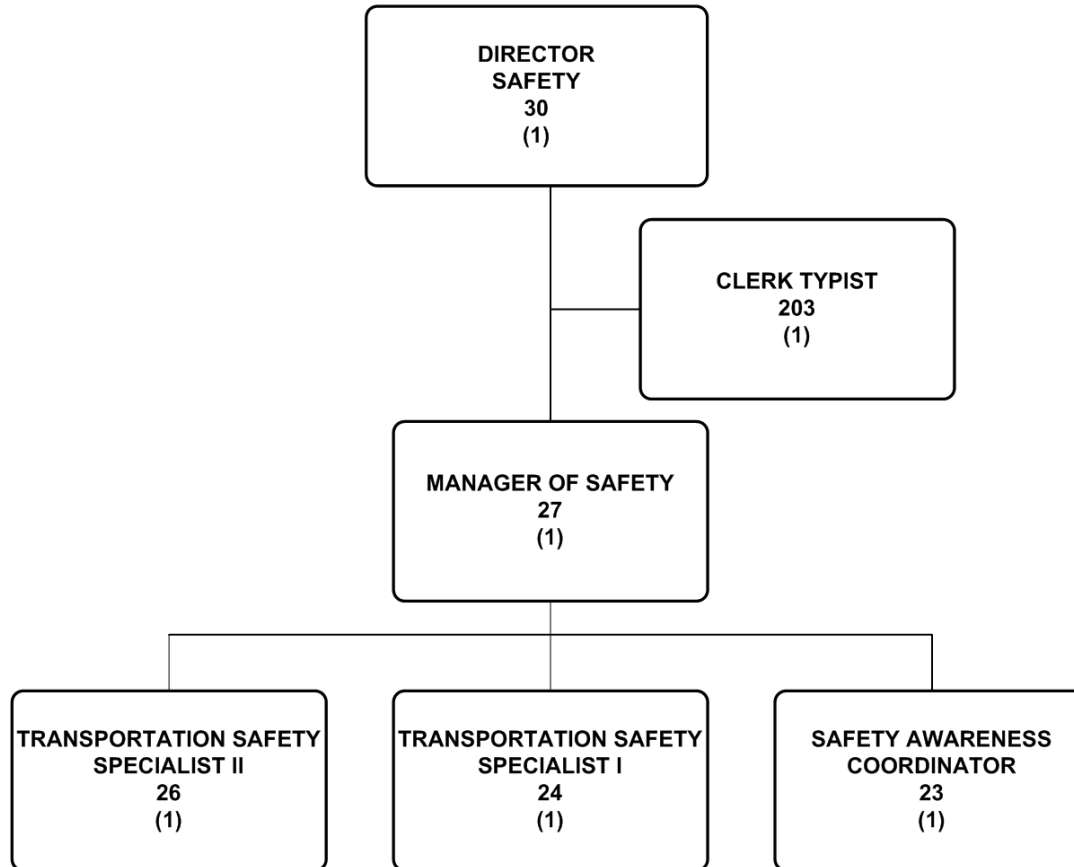 DIRECTOR
SAFETY
30
(1)
CLERK TYPIST
203
(1)
MANAGER OF SAFETY
27
(1)
TRANSPORTATION SAFETY
SPECIALIST II
26
(1)
TRANSPORTATION SAFETY
SPECIALIST I
24
(1)
SAFETY AWARENESS
COORDINATOR
23
(1)